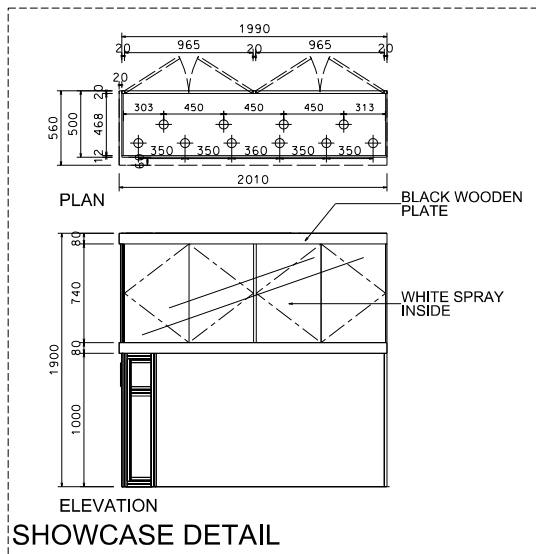 1990
20 965 20 965 20
20
303 450 450 450 313
560 500 20 468 12
350 350 360 350 350
60
2010
PLAN
BLACK WOODEN
PLATE
80
740
WHITE SPRAY
INSIDE
1900
80
1000
ELEVATION
SHOWCASE DETAIL